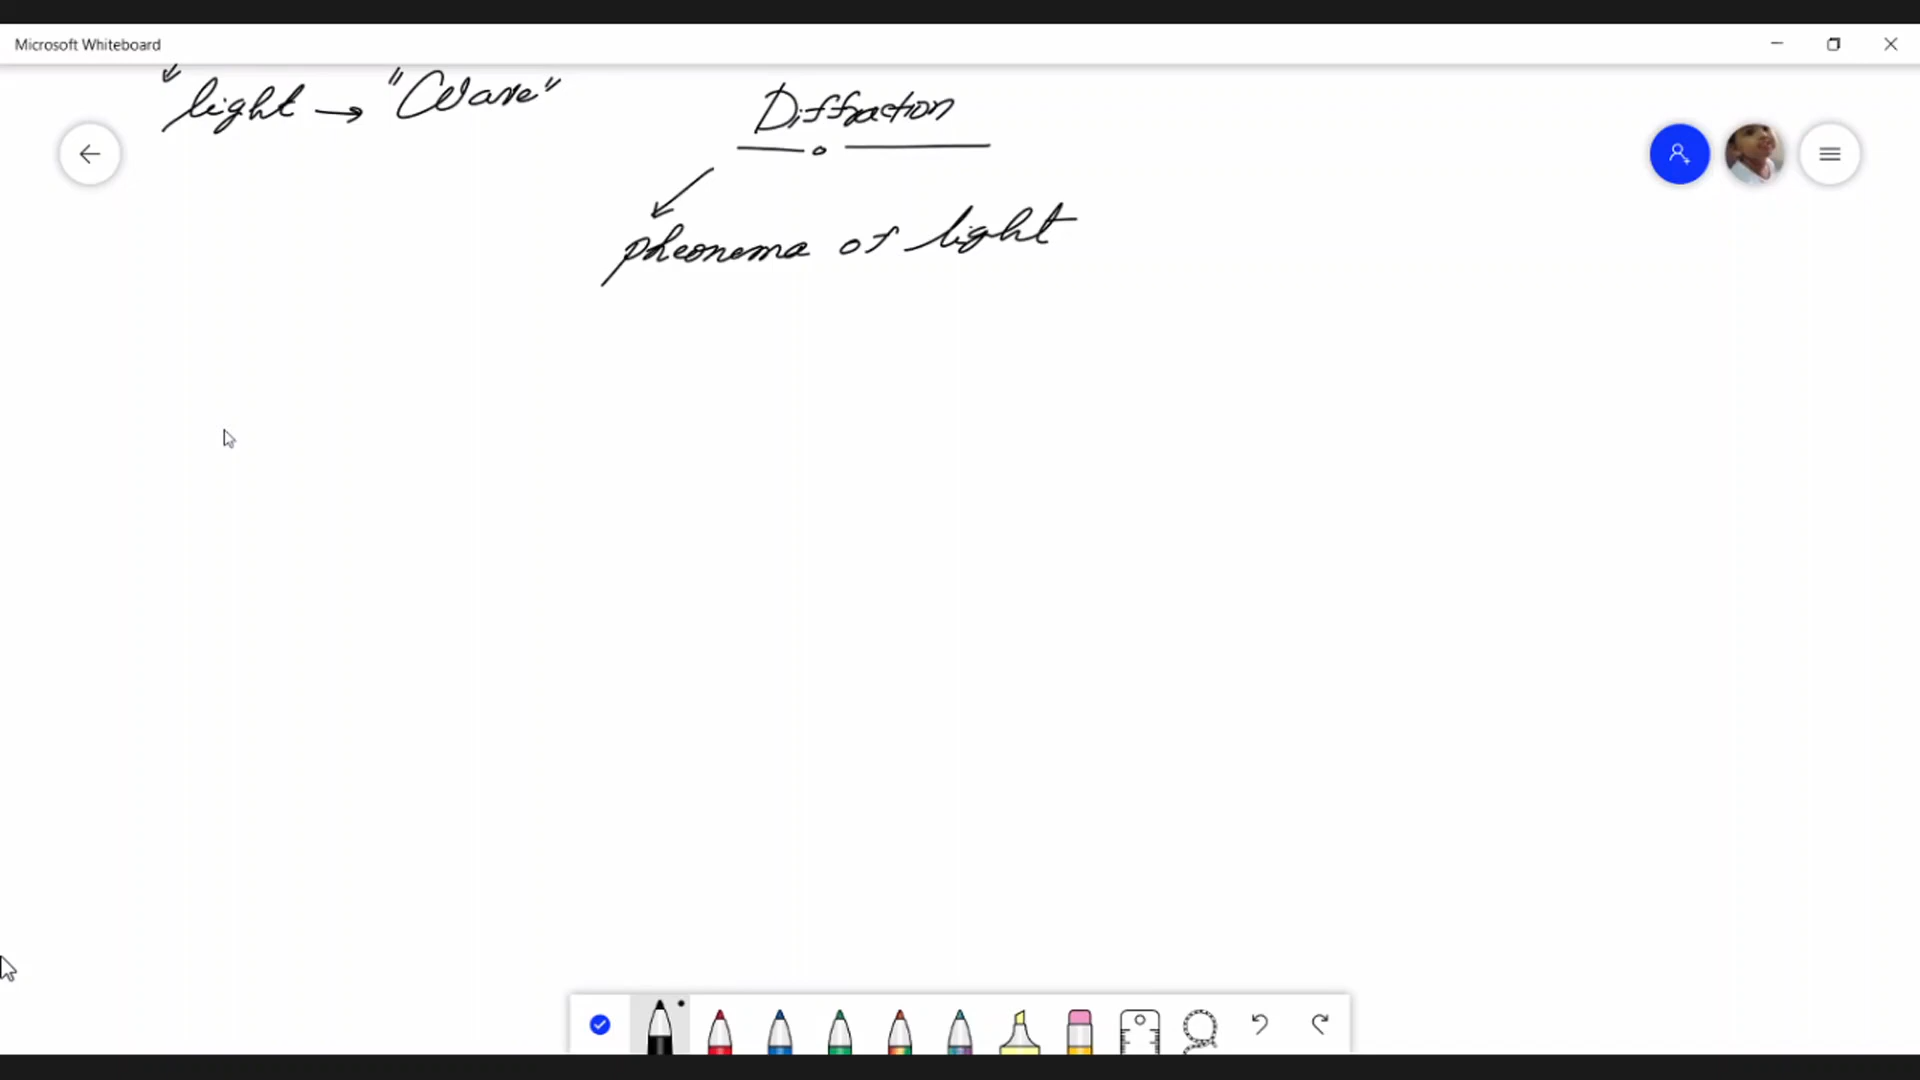 Microsoft Whiteboard
light → "Wave"
Diffraction
pheonema of light